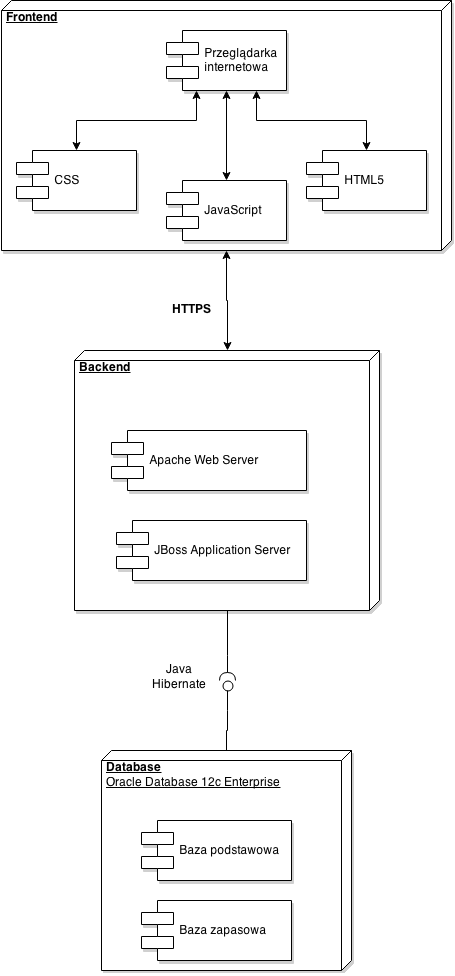 Frontend
Przeglądarka
internetowa
CSS
JavaScript
HTML5
HTTPS
Backend
Apache Web Server
JBoss Application Server
Java
Hibernate
Database
Oracle Database 12c Enterprise
Baza podstawowa
Baza zapasowa